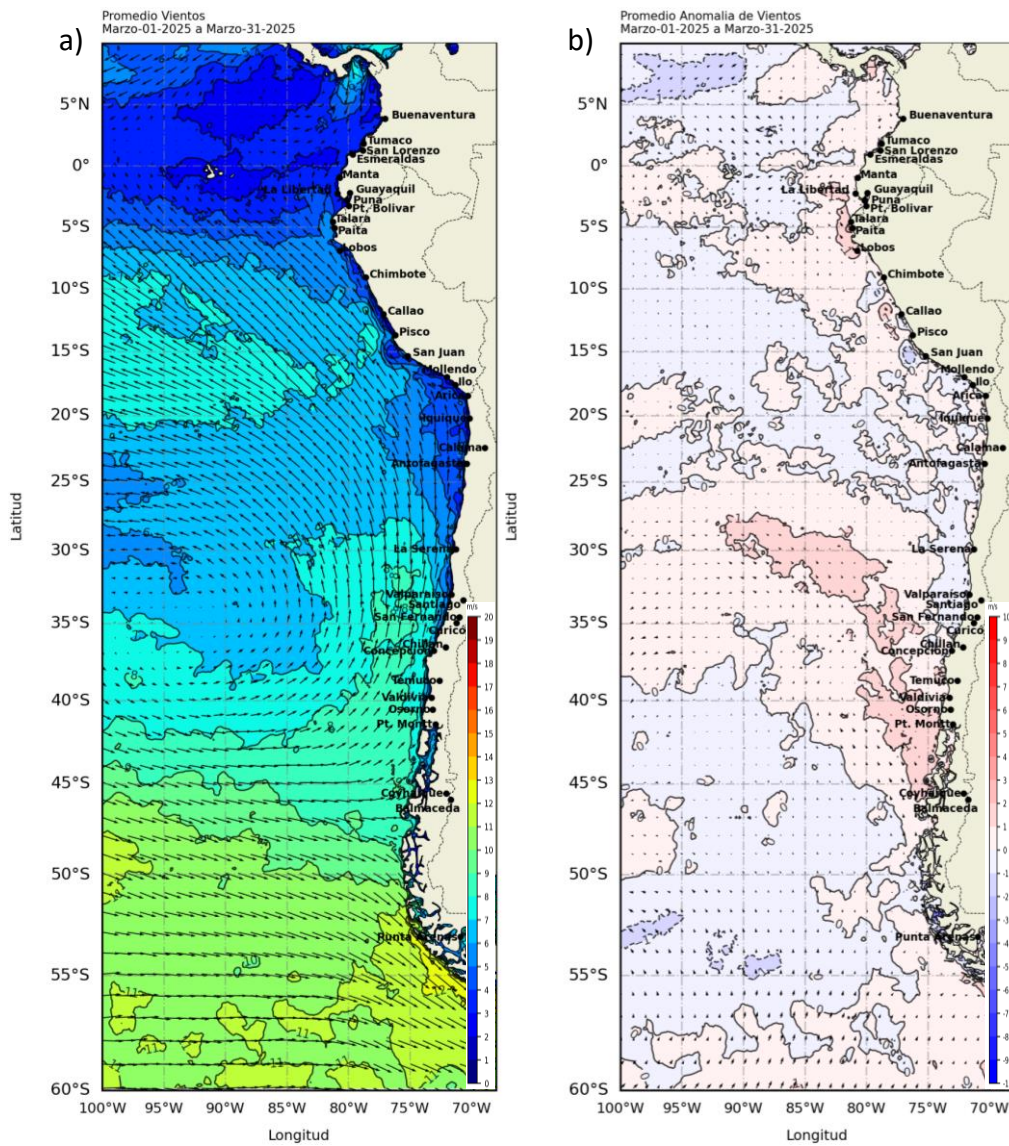 a)
Promedio Vientos
Marzo-01-2025 a Marzo-31-2025
5°N
0°
5°S
10°S
15°S
20°S
25°S
30°S
35°S
40°S
45°S
50°S
55°S
60°S
Latitud
Buenaventura
Tumaco
San Lorenzo
Esmeraldas
Manta
La Libertad
Guayaquil
Puna
Pt. Bolivar
Talara
Paita
Lobos
Chimbote
Callao
Pisco
San Juan
Mollendo
Ilo
Arica
Iquique
Calama
Antofagasta
La Serena
Valparaíso
Santiago
San Fernando
Curicó
Chillan
Concepcion
Temuco
Valdivia
Osorno
Pt. Montt
Coyhaique
Balmaceda
Punta Arenas
m/s
20
19
18
17
16
15
14
13
12
11
10
9
8
7
6
5
4
3
2
1
0
100°W 95°W 90°W 85°W 80°W 75°W 70°W
Longitud
b)
Promedio Anomalia de Vientos
Marzo-01-2025 a Marzo-31-2025
5°N
0°
5°S
10°S
15°S
20°S
25°S
30°S
35°S
40°S
45°S
50°S
55°S
60°S
Latitud
Buenaventura
Tumaco
San Lorenzo
Esmeraldas
Manta
La Libertad
Guayaquil
Puna
Pt. Bolivar
Talara
Paita
Lobos
Chimbote
Callao
Pisco
San Juan
Mollendo
Ilo
Arica
Iquique
Calama
Antofagasta
La Serena
Valparaíso
Santiago
San Fernando
Curicó
Chillan
Concepcion
Temuco
Valdivia
Osorno
Pt. Montt
Coyhaique
Balmaceda
Punta Arenas
m/s
10
9
8
7
6
5
4
3
2
1
0
-1
-2
-3
-4
-5
-6
-7
-8
-9
100°W 95°W 90°W 85°W 80°W 75°W 70°W
Longitud